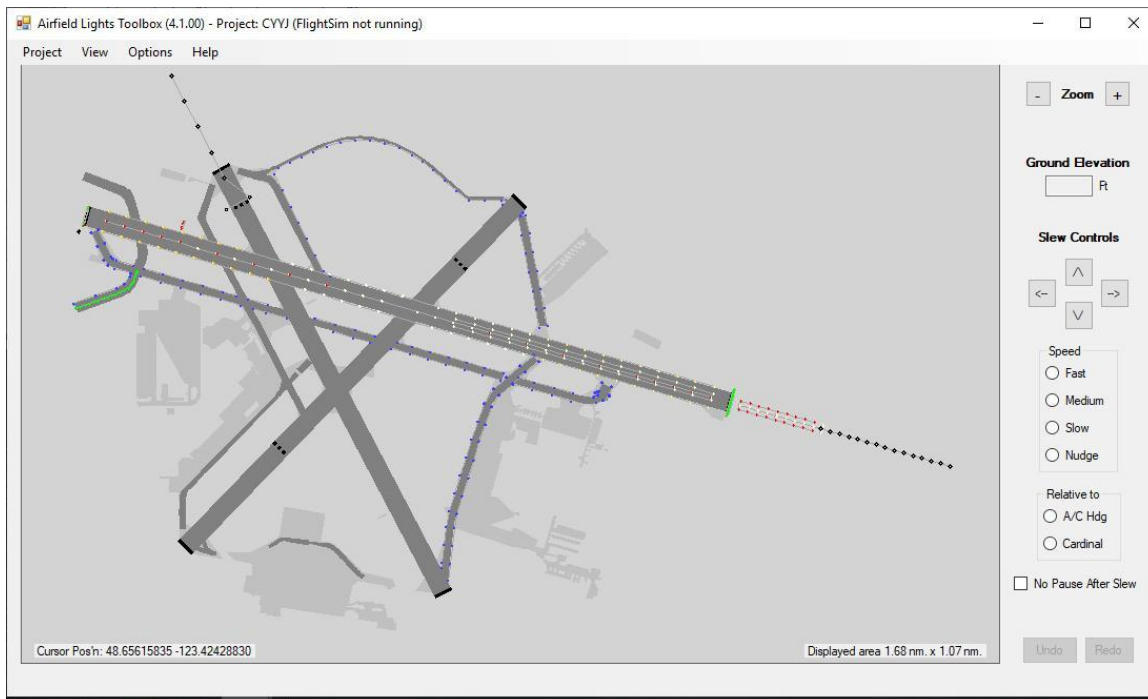 Airfield Lights Toolbox (4.1.00) - Project: CYYJ (FlightSim not running)
Project View Options Help
- Zoom +
Ground Elevation
Ft
Slew Controls
<-- -->
Speed
Fast
Medium
Slow
Nudge
Relative to
A/C Hdg
Cardinal
No Pause After Slew
Cursor Pos'n: 48.65615835 -123.42428830
Displayed area 1.68 nm. x 1.07 nm.
Undo Redo